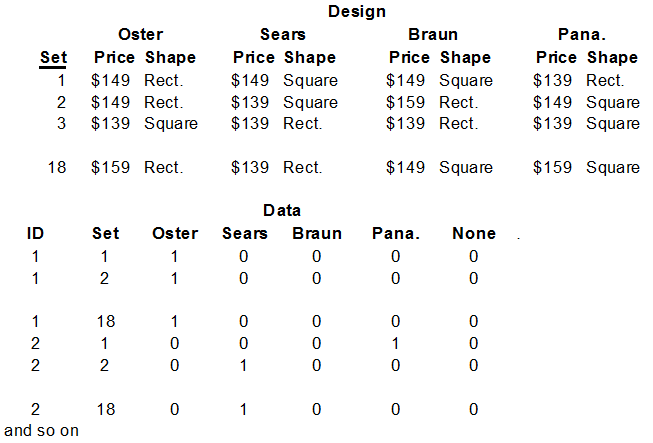 Design
Oster Sears Braun Pana.
Set Price Shape Price Shape Price Shape Price Shape
1 $149 Rect. $149 Square $149 Square $139 Rect.
2 $149 Rect. $139 Square $159 Rect. $149 Square
3 $139 Square $139 Rect. $139 Rect. $139 Square
18 $159 Rect. $139 Rect. $149 Square $159 Square
Data
ID Set Oster Sears Braun Pana. None .
1 1 1 0 0 0 0
1 2 1 0 0 0 0
1 18 1 0 0 0 0
2 1 0 0 0 1 0
2 2 0 1 0 0 0
2 18 0 1 0 0 0
and so on